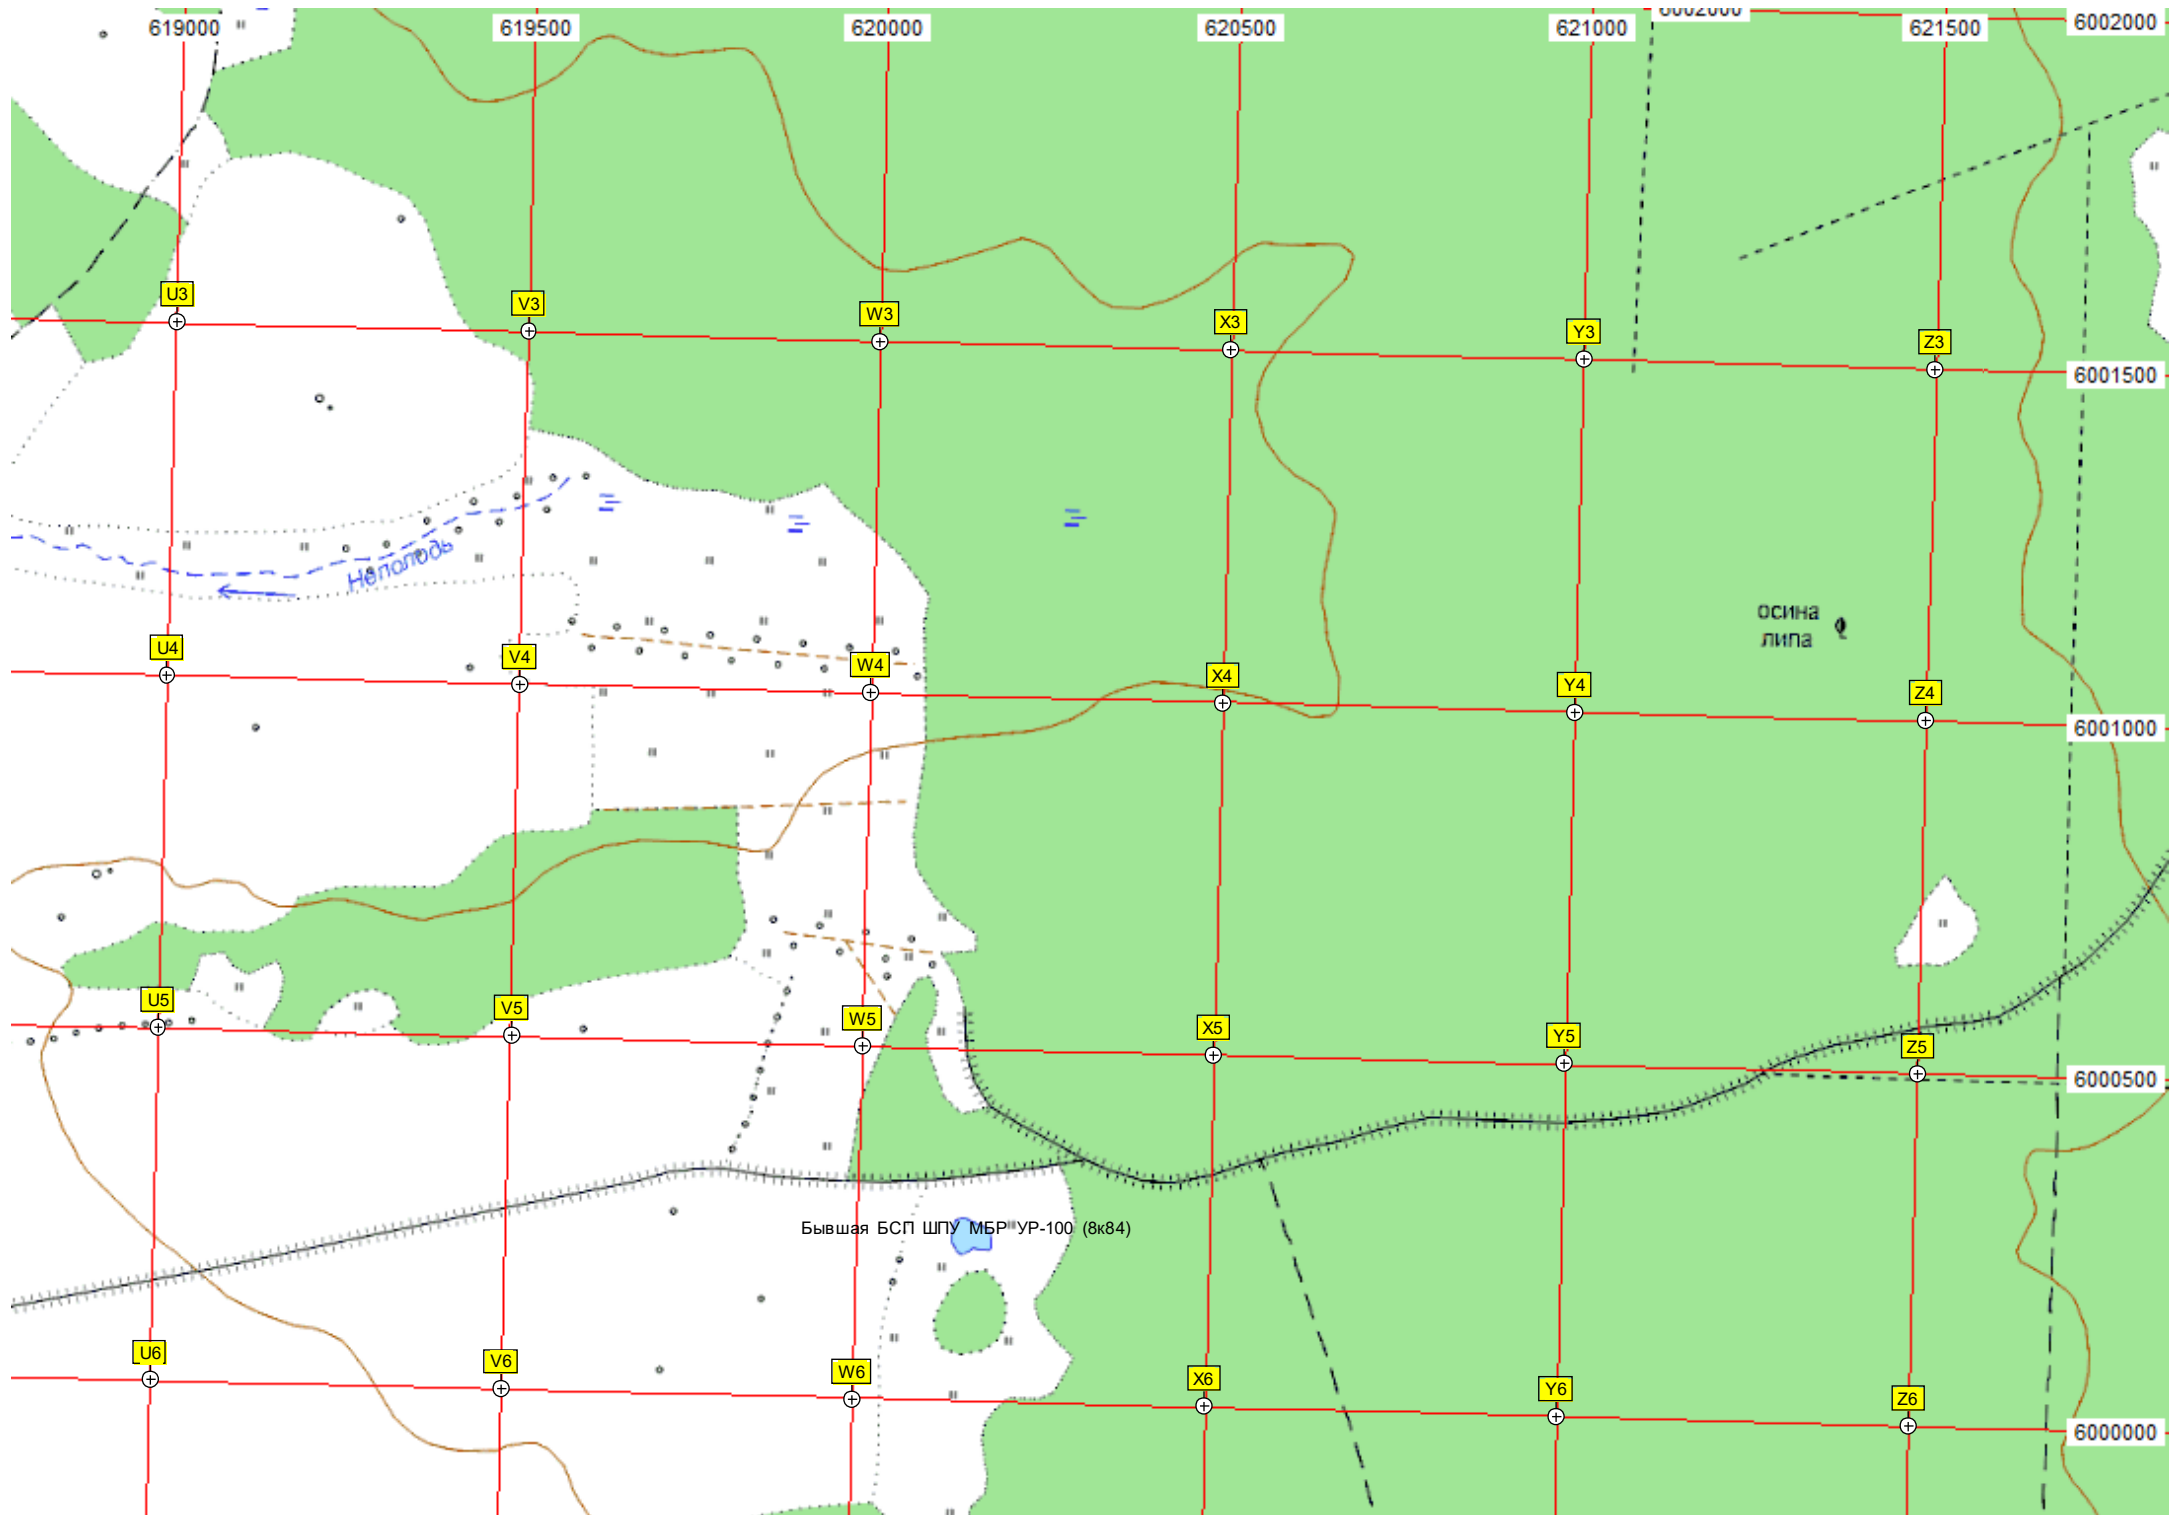 6002000
619000 619500 620000 620500 621000 621500 6002000
U3 V3 W3 X3 Y3 Z3
6001500
Неполодь
осина
липа
U4 V4 W4 X4 Y4 Z4
6001000
U5 V5 W5 X5 Y5 Z5
6000500
Бывшая БСП ШПУ МБР УР-100 (8к84)
U6 V6 W6 X6 Y6 Z6
6000000